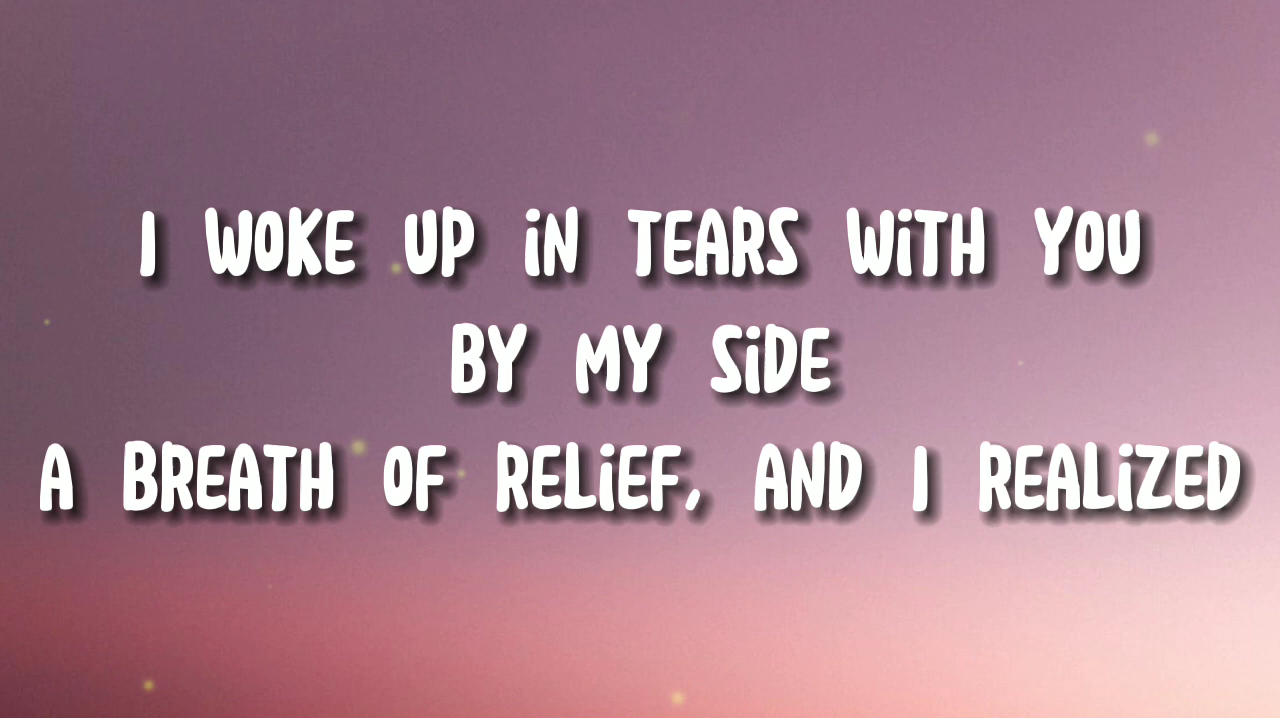 I WOKE UP iN TEARS WiTH YOU
BY MY SiDE
A BREATH OF RELiEF, AND I REALiZED